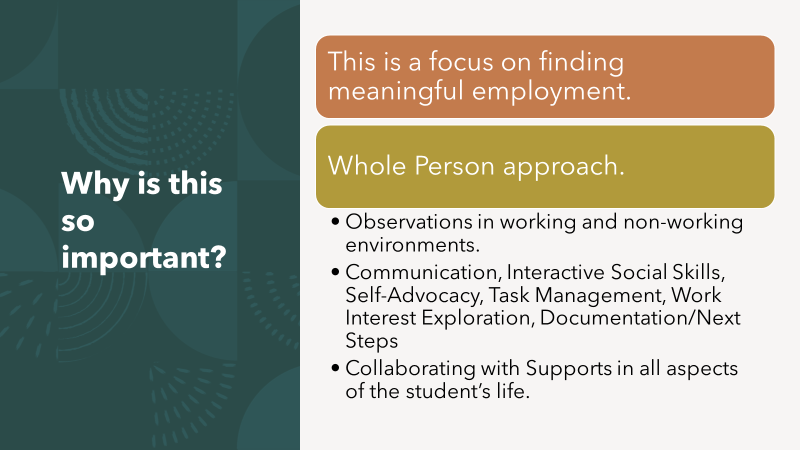 Why is this
so
important?
This is a focus on finding
meaningful employment.
Whole Person approach.
• Observations in working and non-working
environments.
• Communication, Interactive Social Skills,
Self-Advocacy, Task Management, Work
Interest Exploration, Documentation/Next
Steps
• Collaborating with Supports in all aspects
of the student’s life.